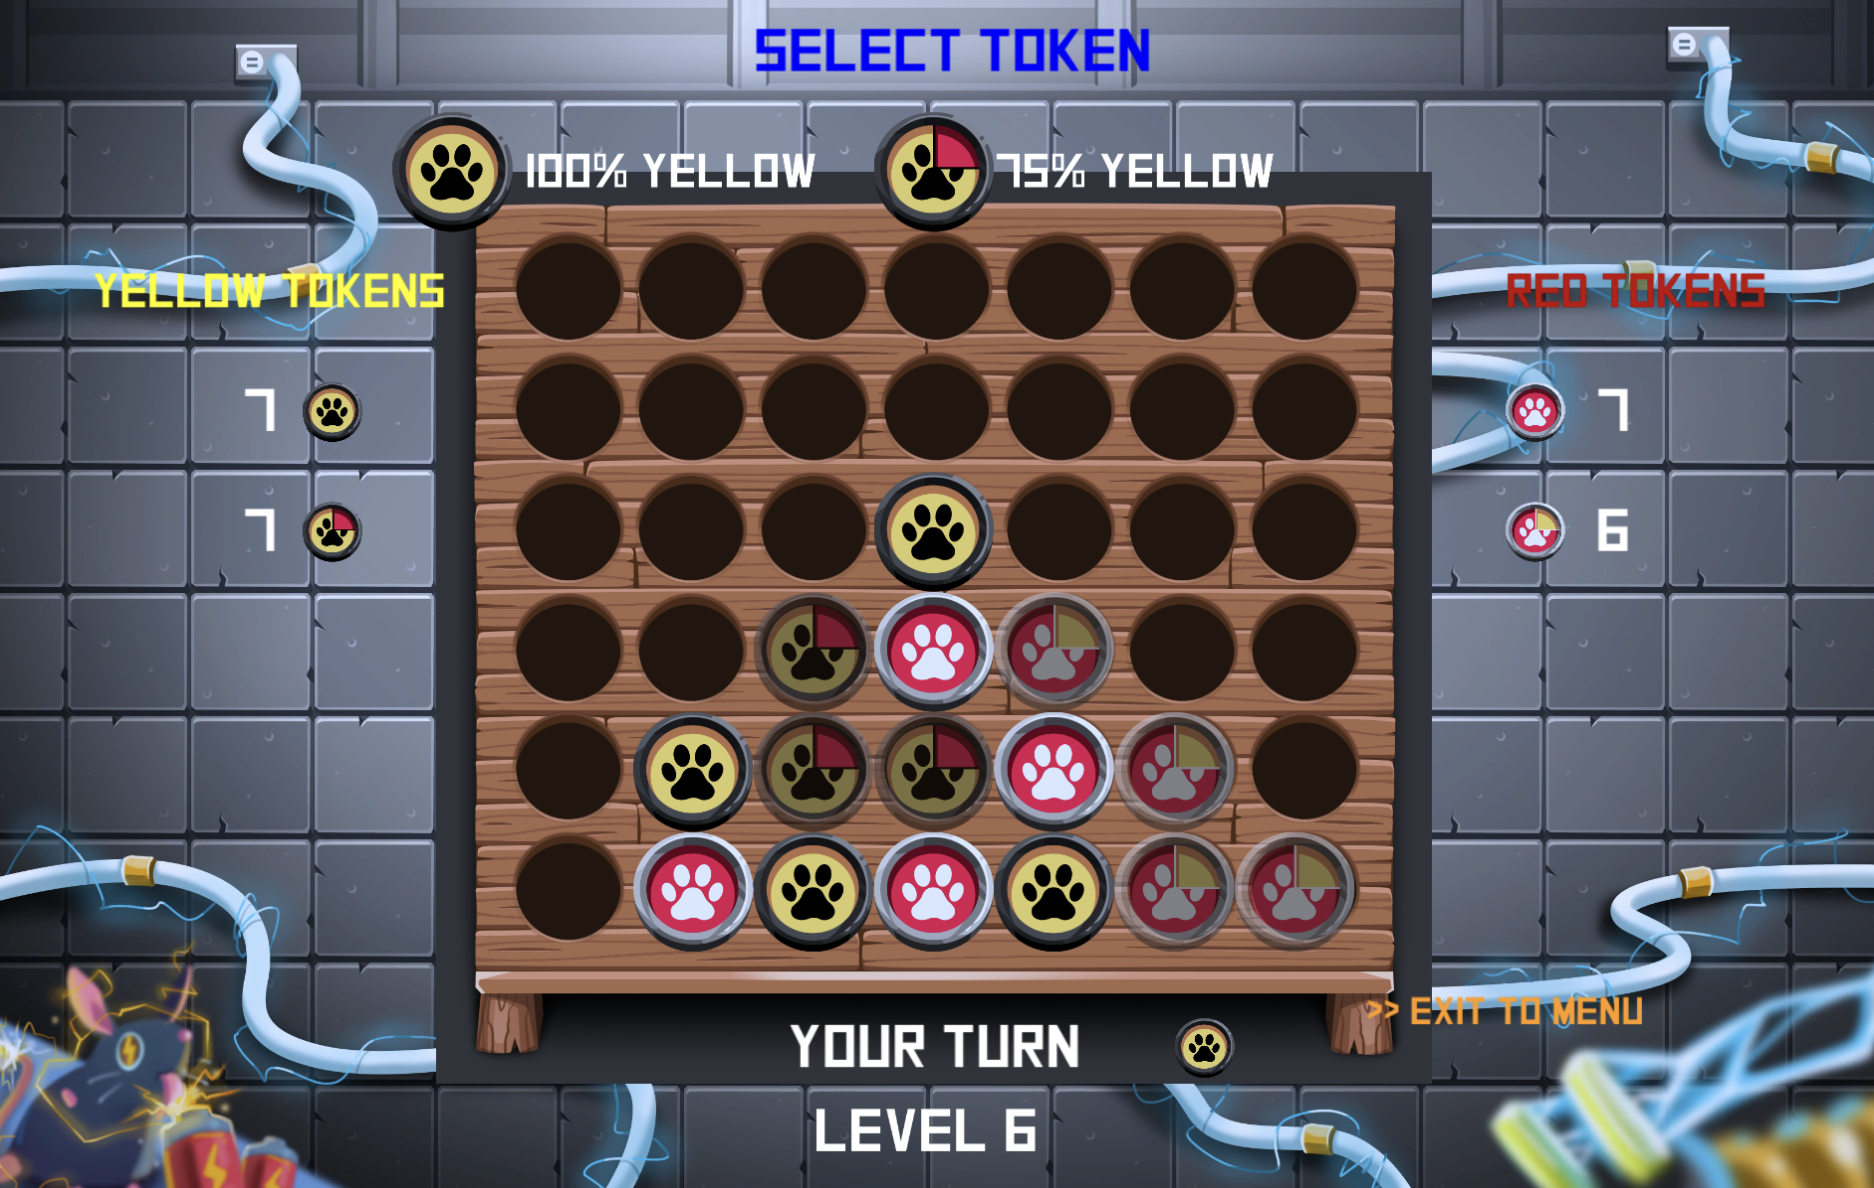 SELECT TOKEN
100% YELLOW
75% YELLOW
YELLOW TOKENS
RED TOKENS
7
7
7
6
>> EXIT TO MENU
YOUR TURN
LEVEL 6